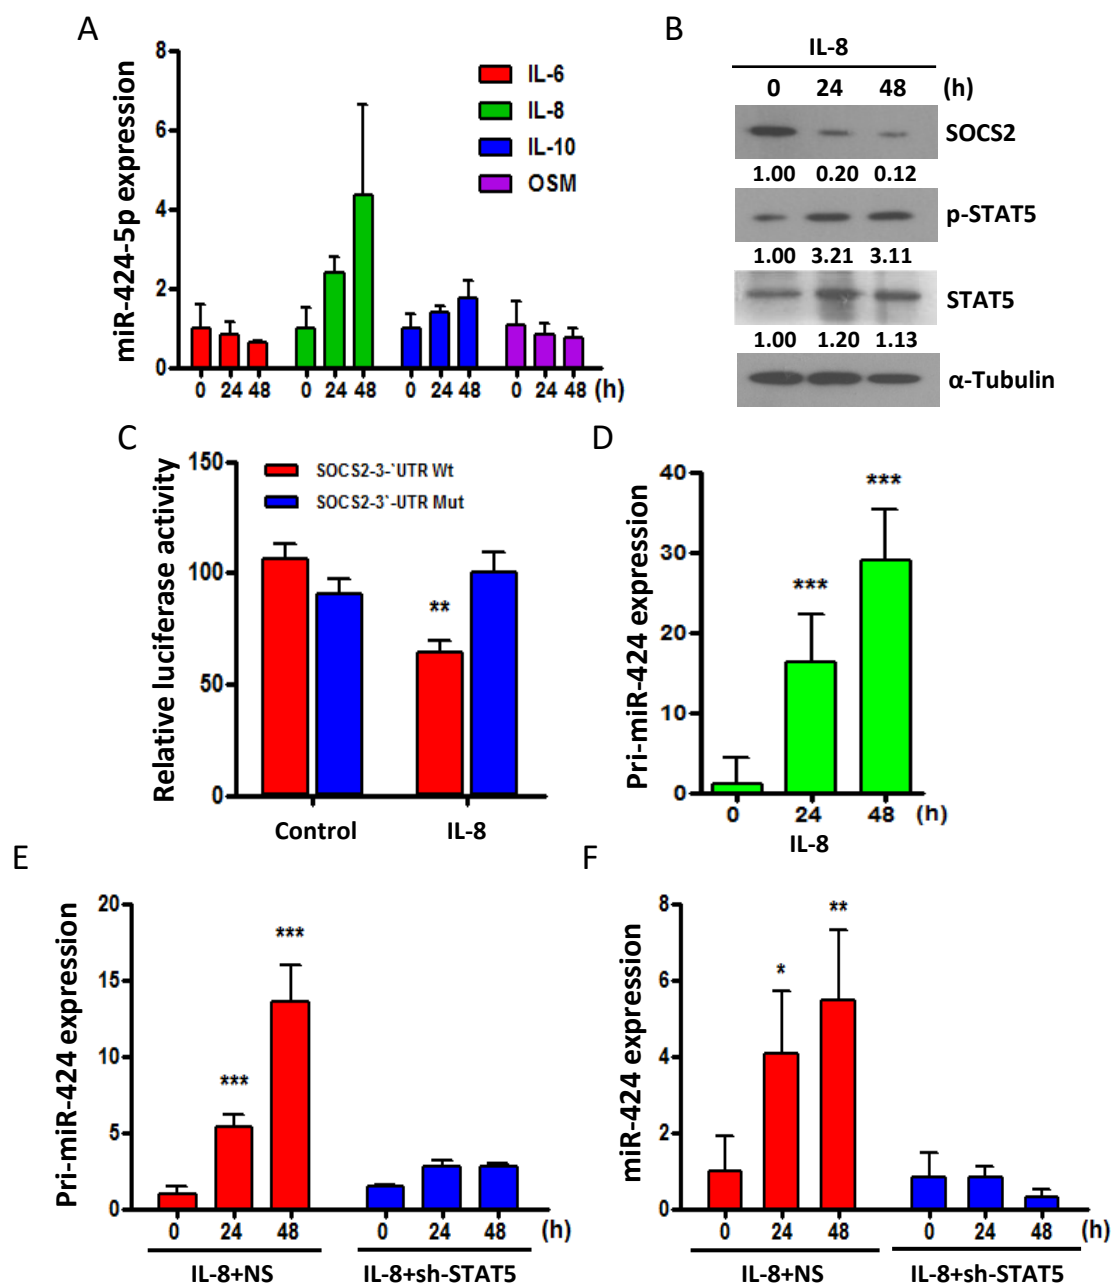 A
miR-424-5p expression
8
6
4
2
0
IL-6
IL-8
IL-10
OSM
0 24 48 0 24 48 0 24 48 0 24 48 (h)
B
IL-8
0 24 48 (h)
SOCS2
1.00 0.20 0.12
p-STAT5
1.00 3.21 3.11
STAT5
1.00 1.20 1.13
α-Tubulin
C
Relative luciferase activity
150
100
50
0
SOCS2-3-`UTR Wt
SOCS2-3`-UTR Mut
**
Control IL-8
D
Pri-miR-424 expression
40
30
20
10
0
***
***
0 24 48 (h)
IL-8
E
Pri-miR-424 expression
20
15
10
5
0
***
***
0 24 48 0 24 48 (h)
IL-8+NS IL-8+sh-STAT5
F
miR-424 expression
8
6
4
2
0
*
**
0 24 48 0 24 48 (h)
IL-8+NS IL-8+sh-STAT5